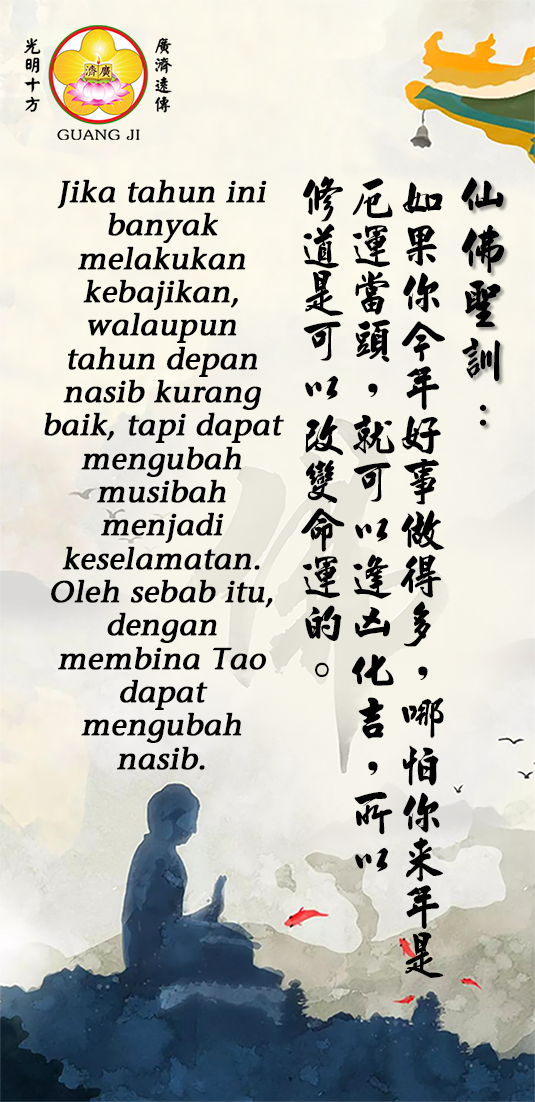 光明十方
廣濟遠傳
濟廣
GUANG JI
仙佛聖訓：
如果你今年好事做得多，哪怕你来年是
厄運當頭，就可以逢凶化吉，所以
修道是可以改變命運的。
Jika tahun ini
banyak
melakukan
kebajikan,
walaupun
tahun depan
nasib kurang
baik, tapi dapat
mengubah
musibah
menjadi
keselamatan.
Oleh sebab itu,
dengan
membina Tao
dapat
mengubah
nasib.
佛